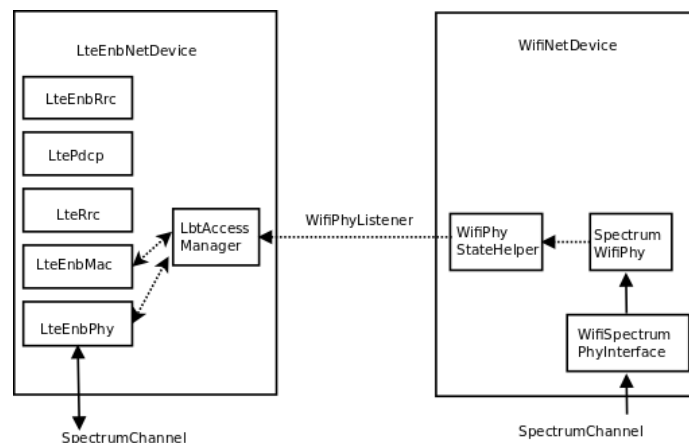 LteEnbNetDevice
LteEnbRrc
LtePdcp
LteRrc
LteEnbMac
LteEnbPhy
LbtAccess
Manager
SpectrumChannel
WifiPhyListener
WifiNetDevice
WifiPhy
StateHelper
Spectrum
WifiPhy
WifiSpectrum
PhyInterface
SpectrumChannel